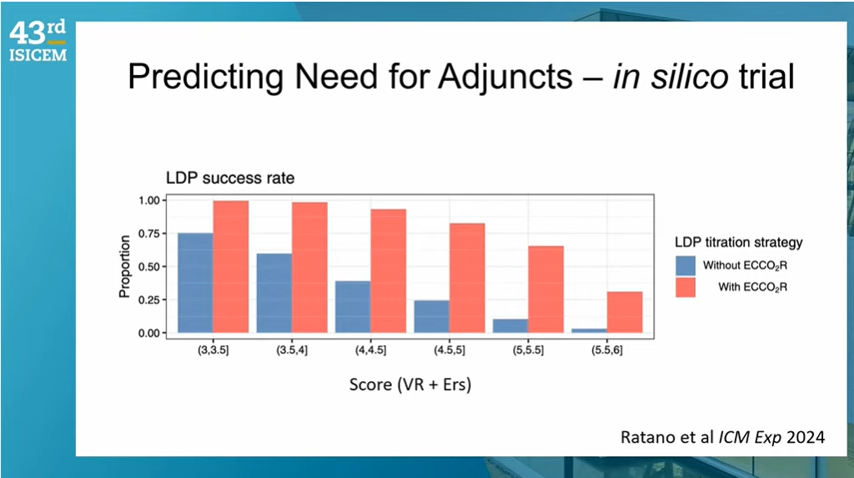 43rd
ISICEM
Predicting Need for Adjuncts – in silico trial
LDP success rate
Proportion
1.00
0.75
0.50
0.25
0.00
(3,3.5] (3.5,4] (4,4.5] (4.5,5] (5,5.5] (5.5,6]
Score (VR + Ers)
LDP titration strategy
Without ECCO₂R
With ECCO₂R
Ratano et al ICM Exp 2024